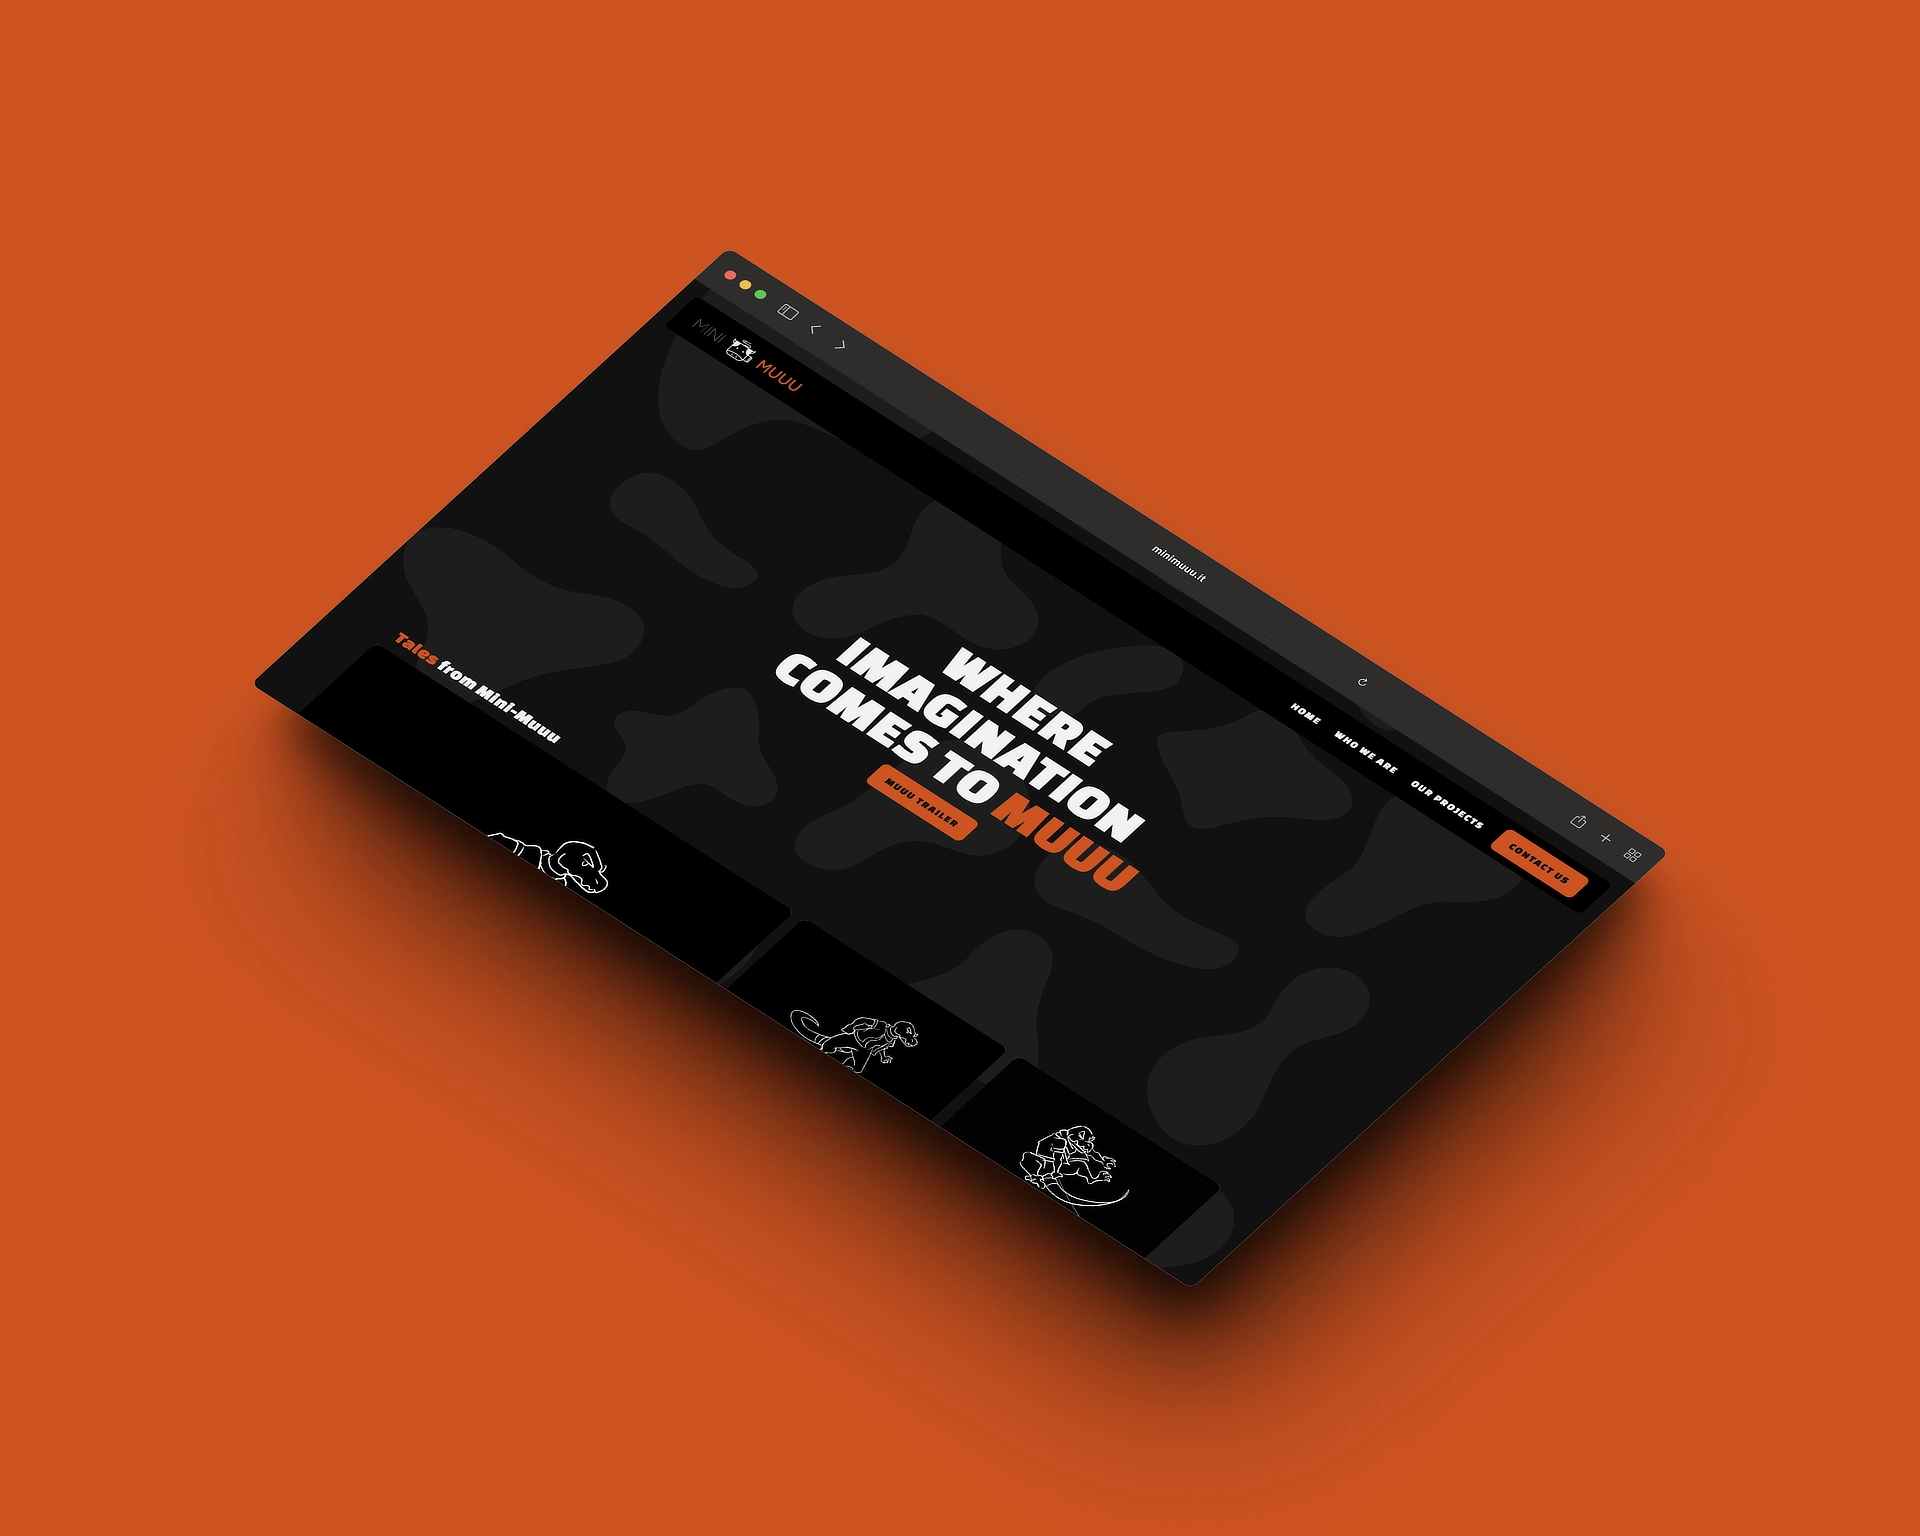 minimuuu.it
MINI MUUU
HOME WHO WE ARE OUR PROJECTS CONTACT US
WHERE
IMAGINATION
COMES TO MUUU
MUUU TRAILER
Tales from Mini-Muuu